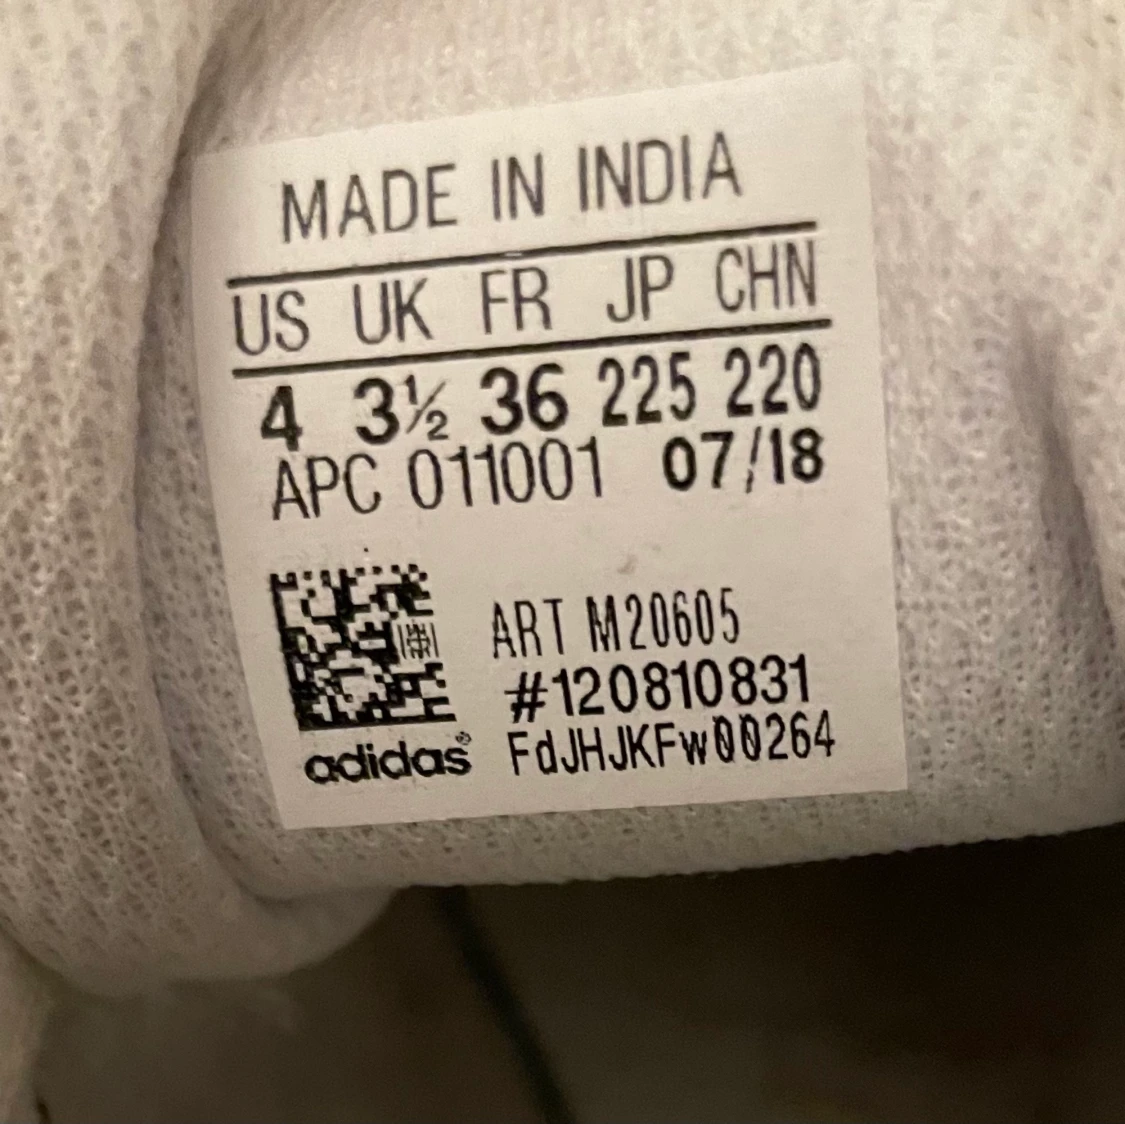 MADE IN INDIA
US UK FR JP CHN
4 3½ 36 225 220
APC 011001 07/18
ART M20605
#120810831
FdJHJKFw00264
adidas®